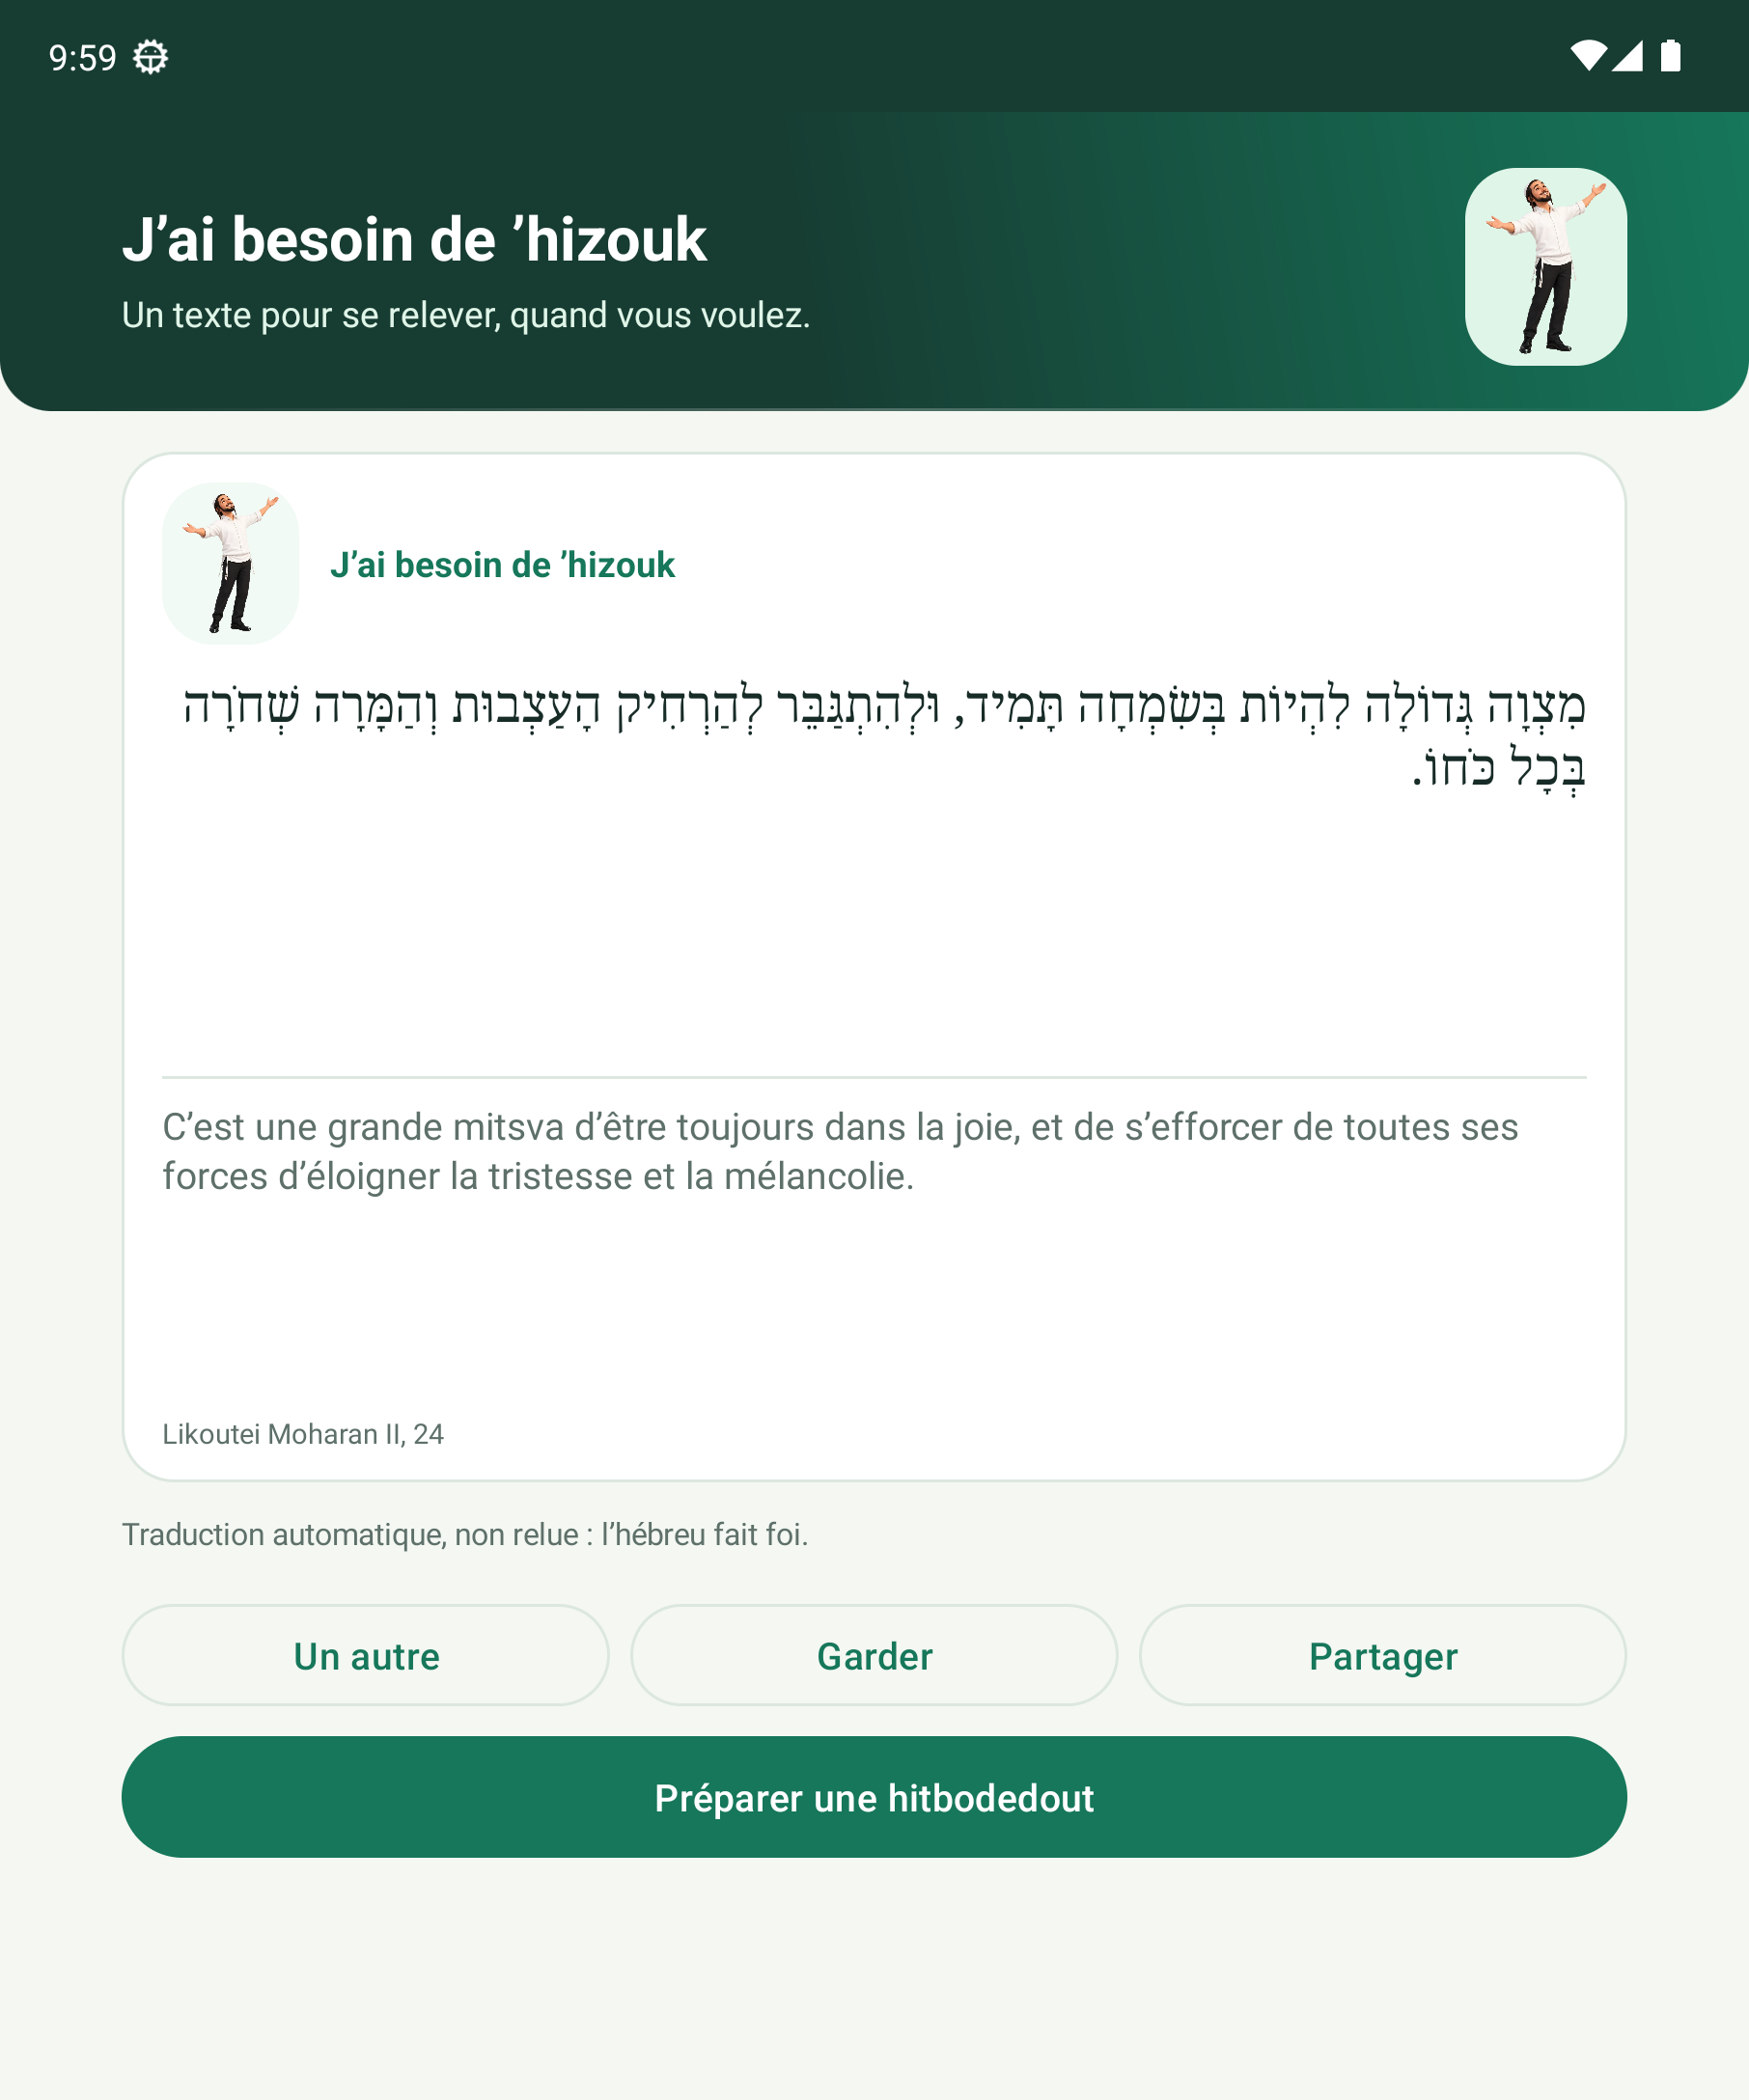 9:59
J’ai besoin de ’hizouk
Un texte pour se relever, quand vous voulez.
J’ai besoin de ’hizouk
מִצְוָה גְּדוֹלָה לִהְיוֹת בְּשִׂמְחָה תָּמִיד, וּלְהִתְגַּבֵּר לְהַרְחִיק הָעַצְבוּת וְהַמָּרָה שְׁחֹרָה
בְּכָל כֹּחוֹ.
C’est une grande mitsva d’être toujours dans la joie, et de s’efforcer de toutes ses
forces d’éloigner la tristesse et la mélancolie.
Likoutei Moharan II, 24
Traduction automatique, non relue : l’hébreu fait foi.
Un autre
Garder
Partager
Préparer une hitbodedout